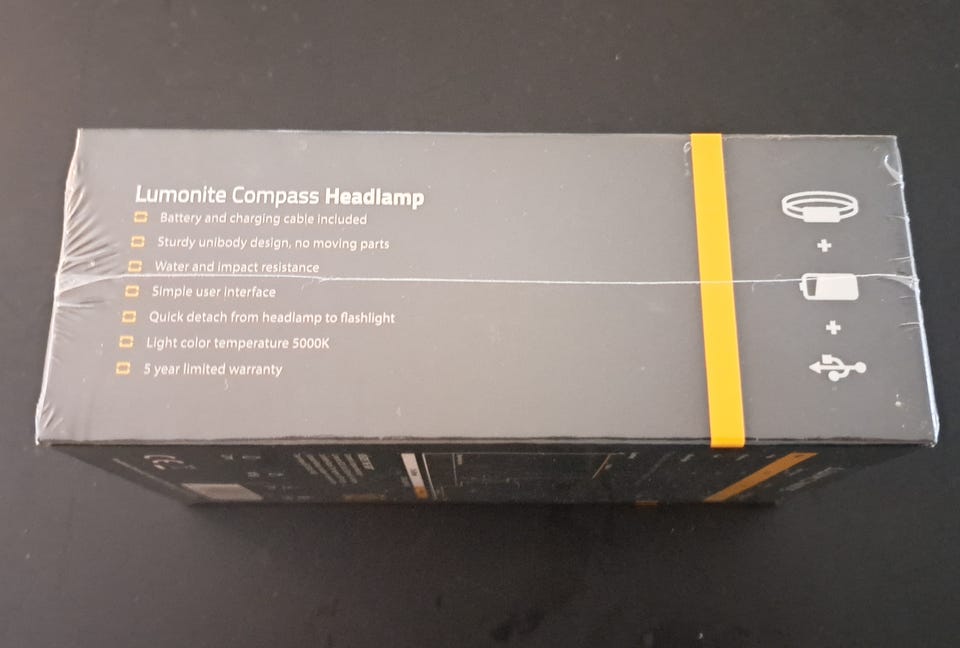 Lumonite Compass Headlamp
Battery and charging cable included
Sturdy unibody design, no moving parts
Water and impact resistance
Simple user interface
Quick detach from headlamp to flashlight
Light color temperature 5000K
5 year limited warranty
+
+
CE